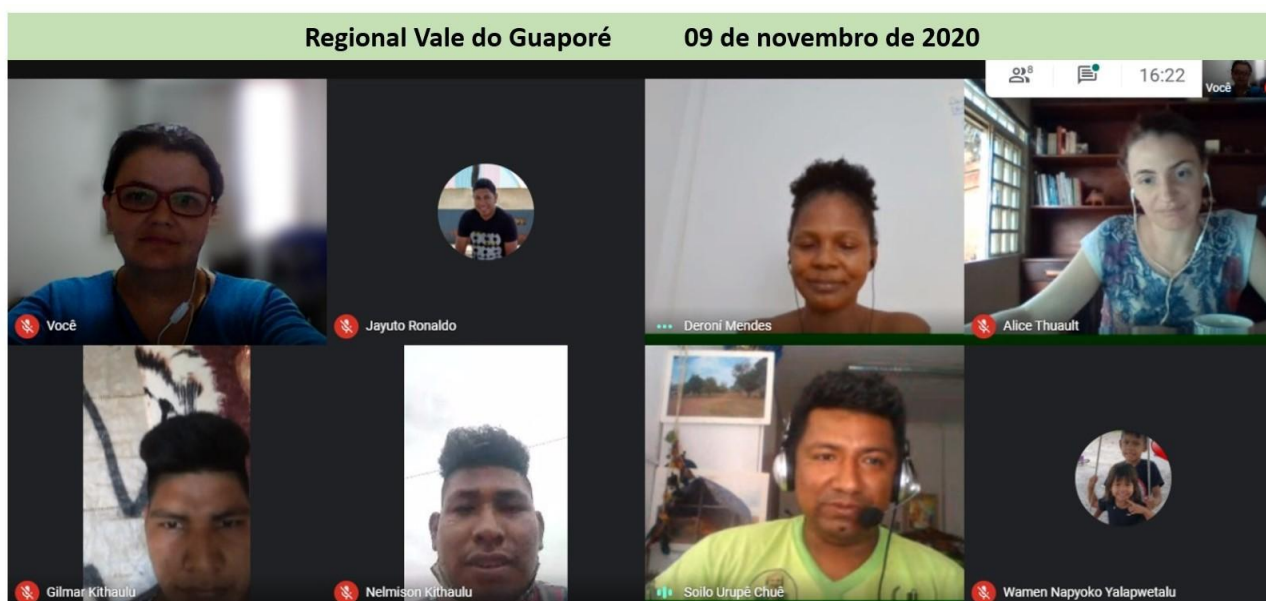 Regional Vale do Guaporé 09 de novembro de 2020
8 16:22
Você
Você
Jayuto Ronaldo
Deroní Mendes
Alice Thuault
Gilmar Kithaulu
Nelmison Kithaulu
Soilo Urupê Chuê
Wamen Napyoko Yalapwetalu